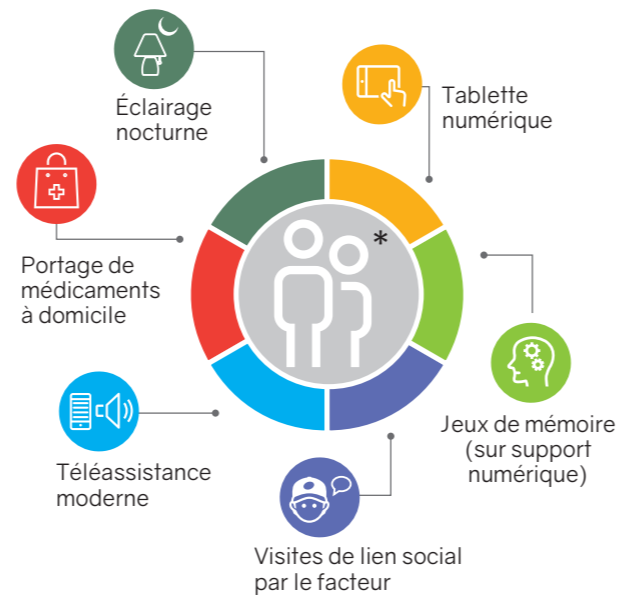 Éclairage
nocturne
Tablette
numérique
*
Portage de
médicaments
à domicile
Jeux de mémoire
(sur support
numérique)
Téléassistance
moderne
Visites de lien social
par le facteur